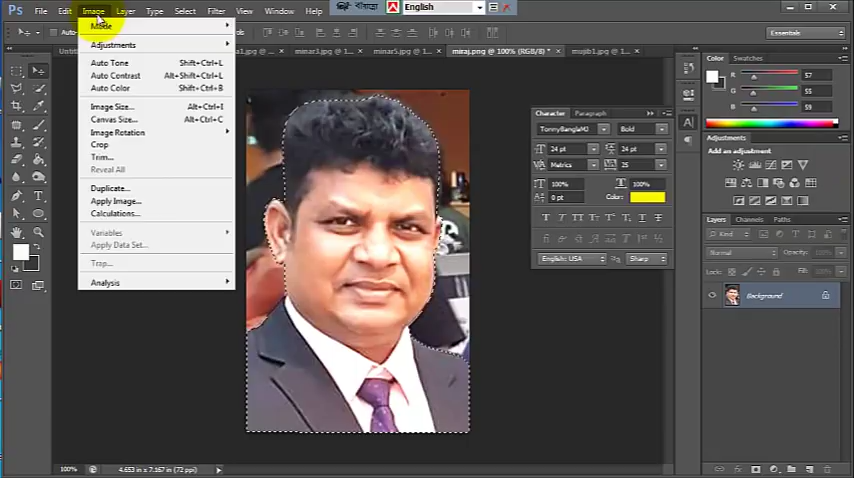 Ps File Edit Image Layer Type Select Filter View Window Help
English
Auto-
Essentials
Mode
Adjustments
Auto Tone Shift+Ctrl+L
Auto Contrast Alt+Shift+Ctrl+L
Auto Color Shift+Ctrl+B
Image Size... Alt+Ctrl+I
Canvas Size... Alt+Ctrl+C
Image Rotation
Crop
Trim...
Reveal All
Duplicate...
Apply Image...
Calculations...
Variables
Apply Data Set...
Trap...
Analysis
minar3.jpg × minar5.jpg × miraj.png @ 100% (RGB/8) * × mujib1.jpg ×
Character Paragraph
TonnyBanglaMJ Bold
24 pt 24 pt
Metrics 25
100% 100%
0 pt Color:
English: USA Sharp
Color Swatches
R 57
G 55
B 59
Adjustments
Add an adjustment
Layers Channels Paths
Kind
Normal Opacity: 100%
Lock: Fill: 100%
Background
100% 4.653 in x 7.167 in (72 ppi)